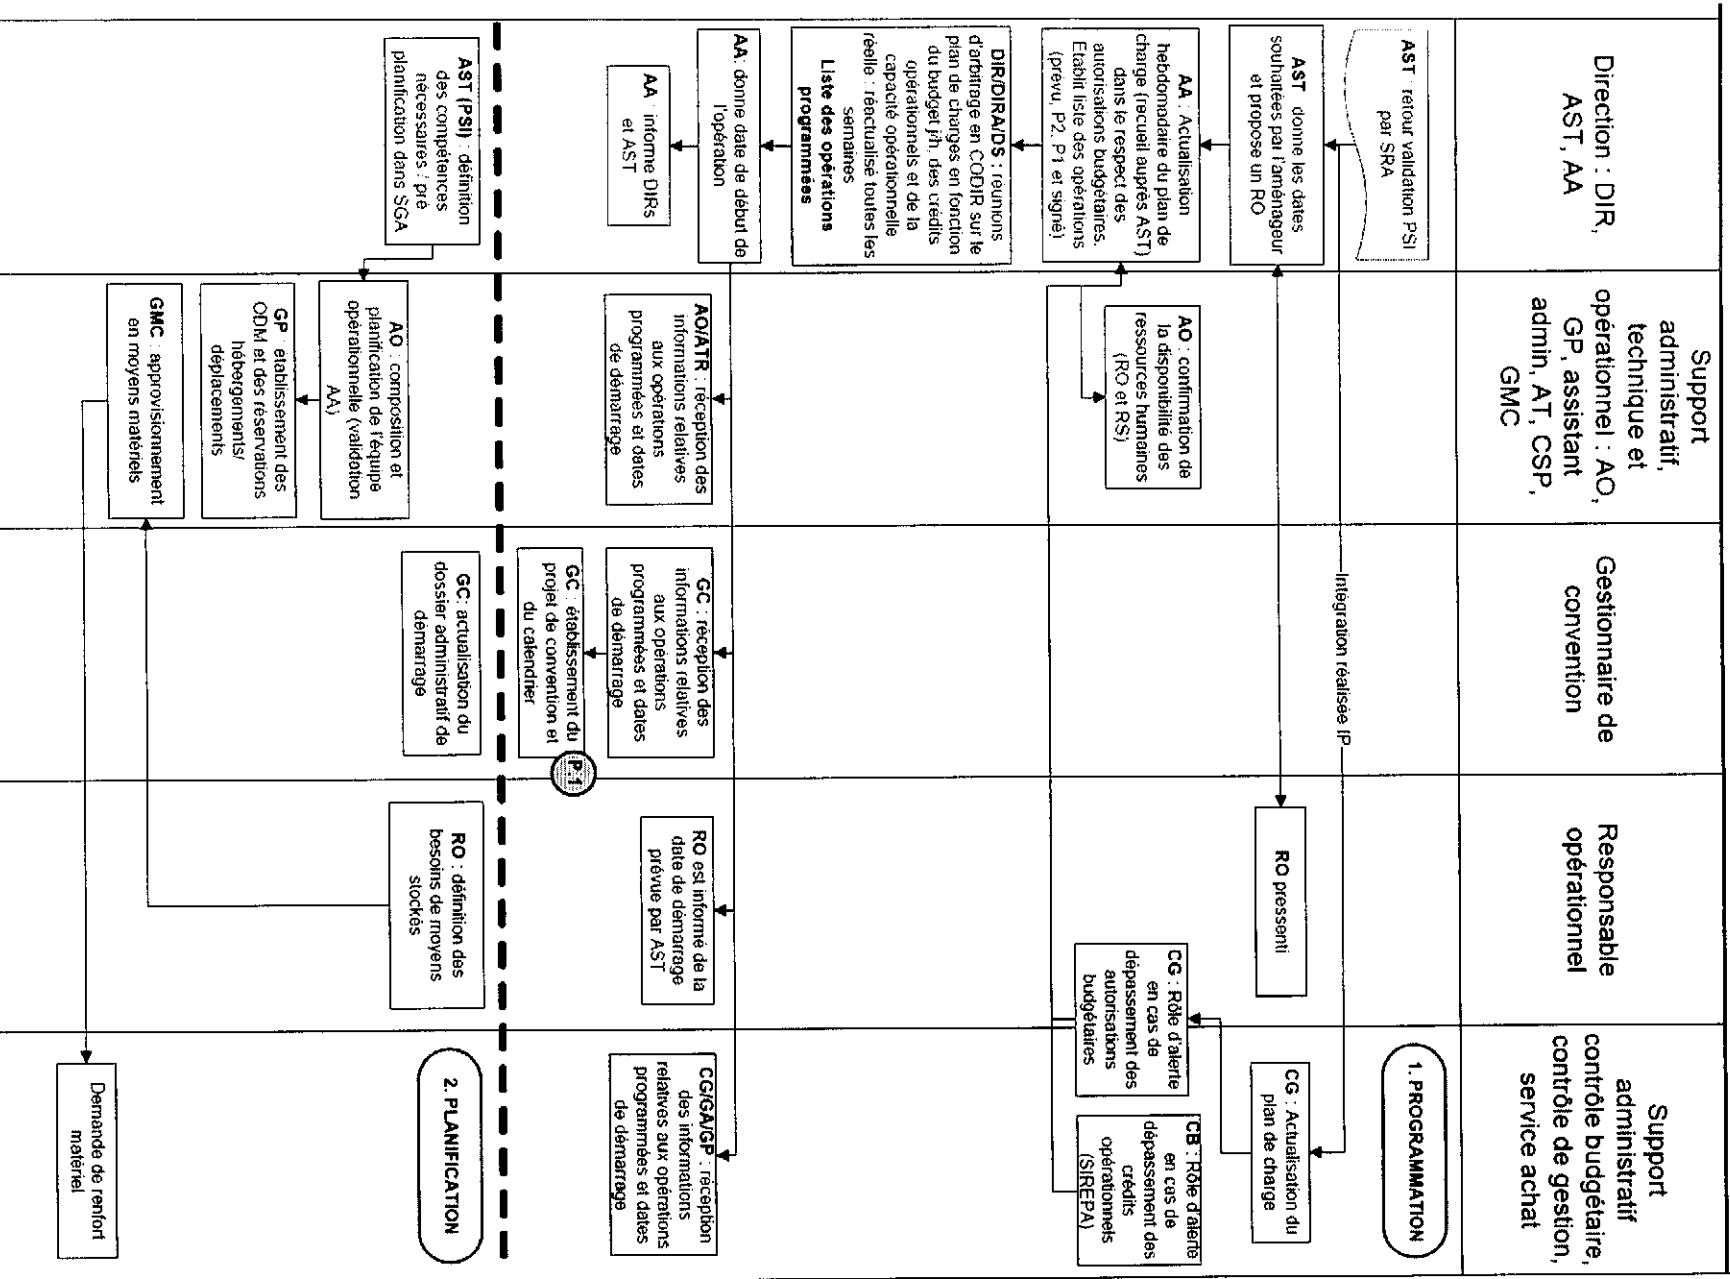 Direction : DIR,
AST, AA
Support
administratif,
technique et
opérationnel : AO,
GP, assistant
admin, AT, CSP,
GMC
Gestionnaire de
convention
Responsable
opérationnel
Support
administratif
contrôle budgétaire,
contrôle de gestion,
service achat
1. PROGRAMMATION
AST : retour validation PSI
par SRA
AST donne les dates
souhaitées par l'aménageur
et propose un RO
Intégration réalisée IP
RO pressenti
CG : Actualisation du
plan de charge
AA : Actualisation
hebdomadaire du plan de
charge (recueil auprès AST)
dans le respect des
autorisations budgétaires.
Etablit liste des opérations
(prévu, P2, P1 et signé)
AO : confirmation de
la disponibilité des
ressources humaines
(RO et RS)
CG : Rôle d'alerte
en cas de
dépassement des
autorisations
budgétaires
CB : Rôle d'alerte
en cas de
dépassement des
crédits
opérationnels
(SIREPA)
DIR/DIRA/DS : réunions
d'arbitrage en CODIR sur le
plan de charges en fonction
du budget j/h, des crédits
opérationnels et de la
capacité opérationnelle
réelle : réactualisé toutes les
semaines
Liste des opérations
programmées
AA : donne date de début de
l'opération
AA : informe DIRs
et AST
AO/ATR : réception des
informations relatives
aux opérations
programmées et dates
de démarrage
GC : réception des
informations relatives
aux opérations
programmées et dates
de démarrage
GC : établissement du
projet de convention et
du calendrier
P.1
RO est informé de la
date de démarrage
prévue par AST
CG/GA/GP : réception
des informations
relatives aux opérations
programmées et dates
de démarrage
2. PLANIFICATION
AST (PSI) : définition
des compétences
nécessaires / pré
planification dans SGA
AO : composition et
planification de l'équipe
opérationnelle (validation
AA)
GP : établissement des
ODM et des réservations
hébergements/
déplacements
GMC : approvisionnement
en moyens matériels
GC : actualisation du
dossier administratif de
démarrage
RO : définition des
besoins de moyens
stockés
Demande de renfort
matériel